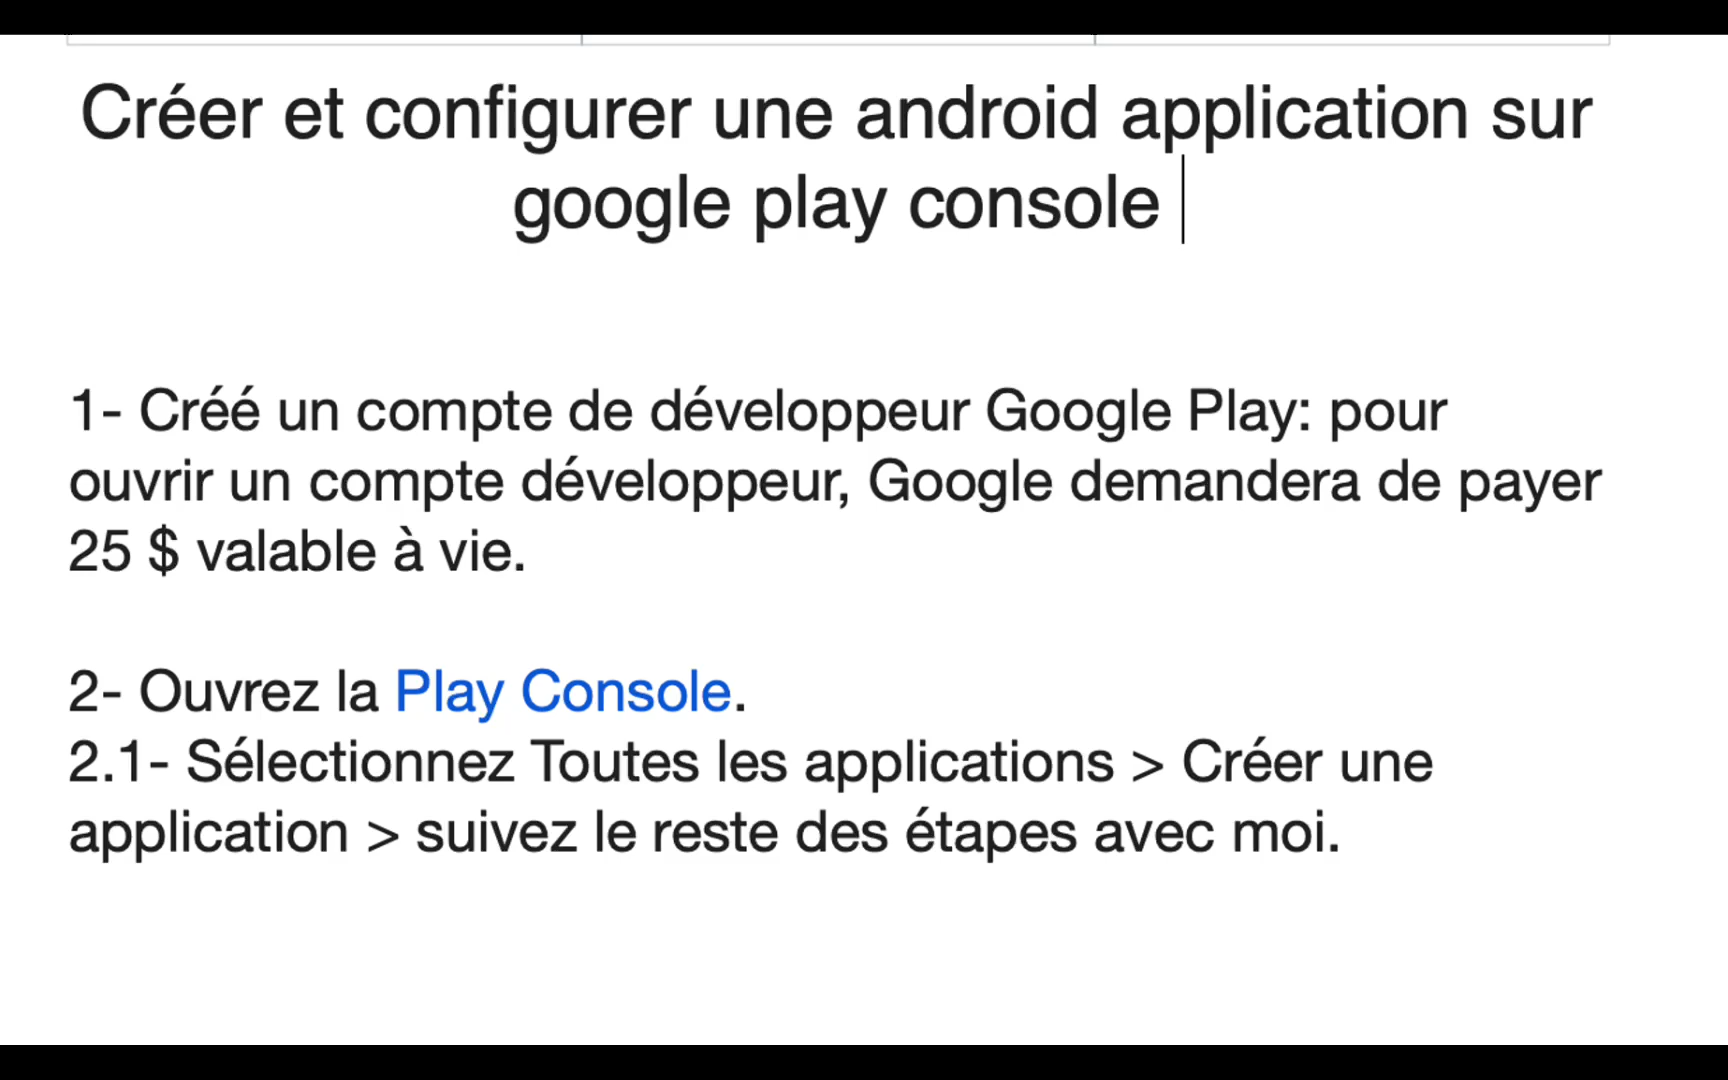 Créer et configurer une android application sur
google play console
1- Créé un compte de développeur Google Play: pour
ouvrir un compte développeur, Google demandera de payer
25 $ valable à vie.
2- Ouvrez la Play Console.
2.1- Sélectionnez Toutes les applications > Créer une
application > suivez le reste des étapes avec moi.